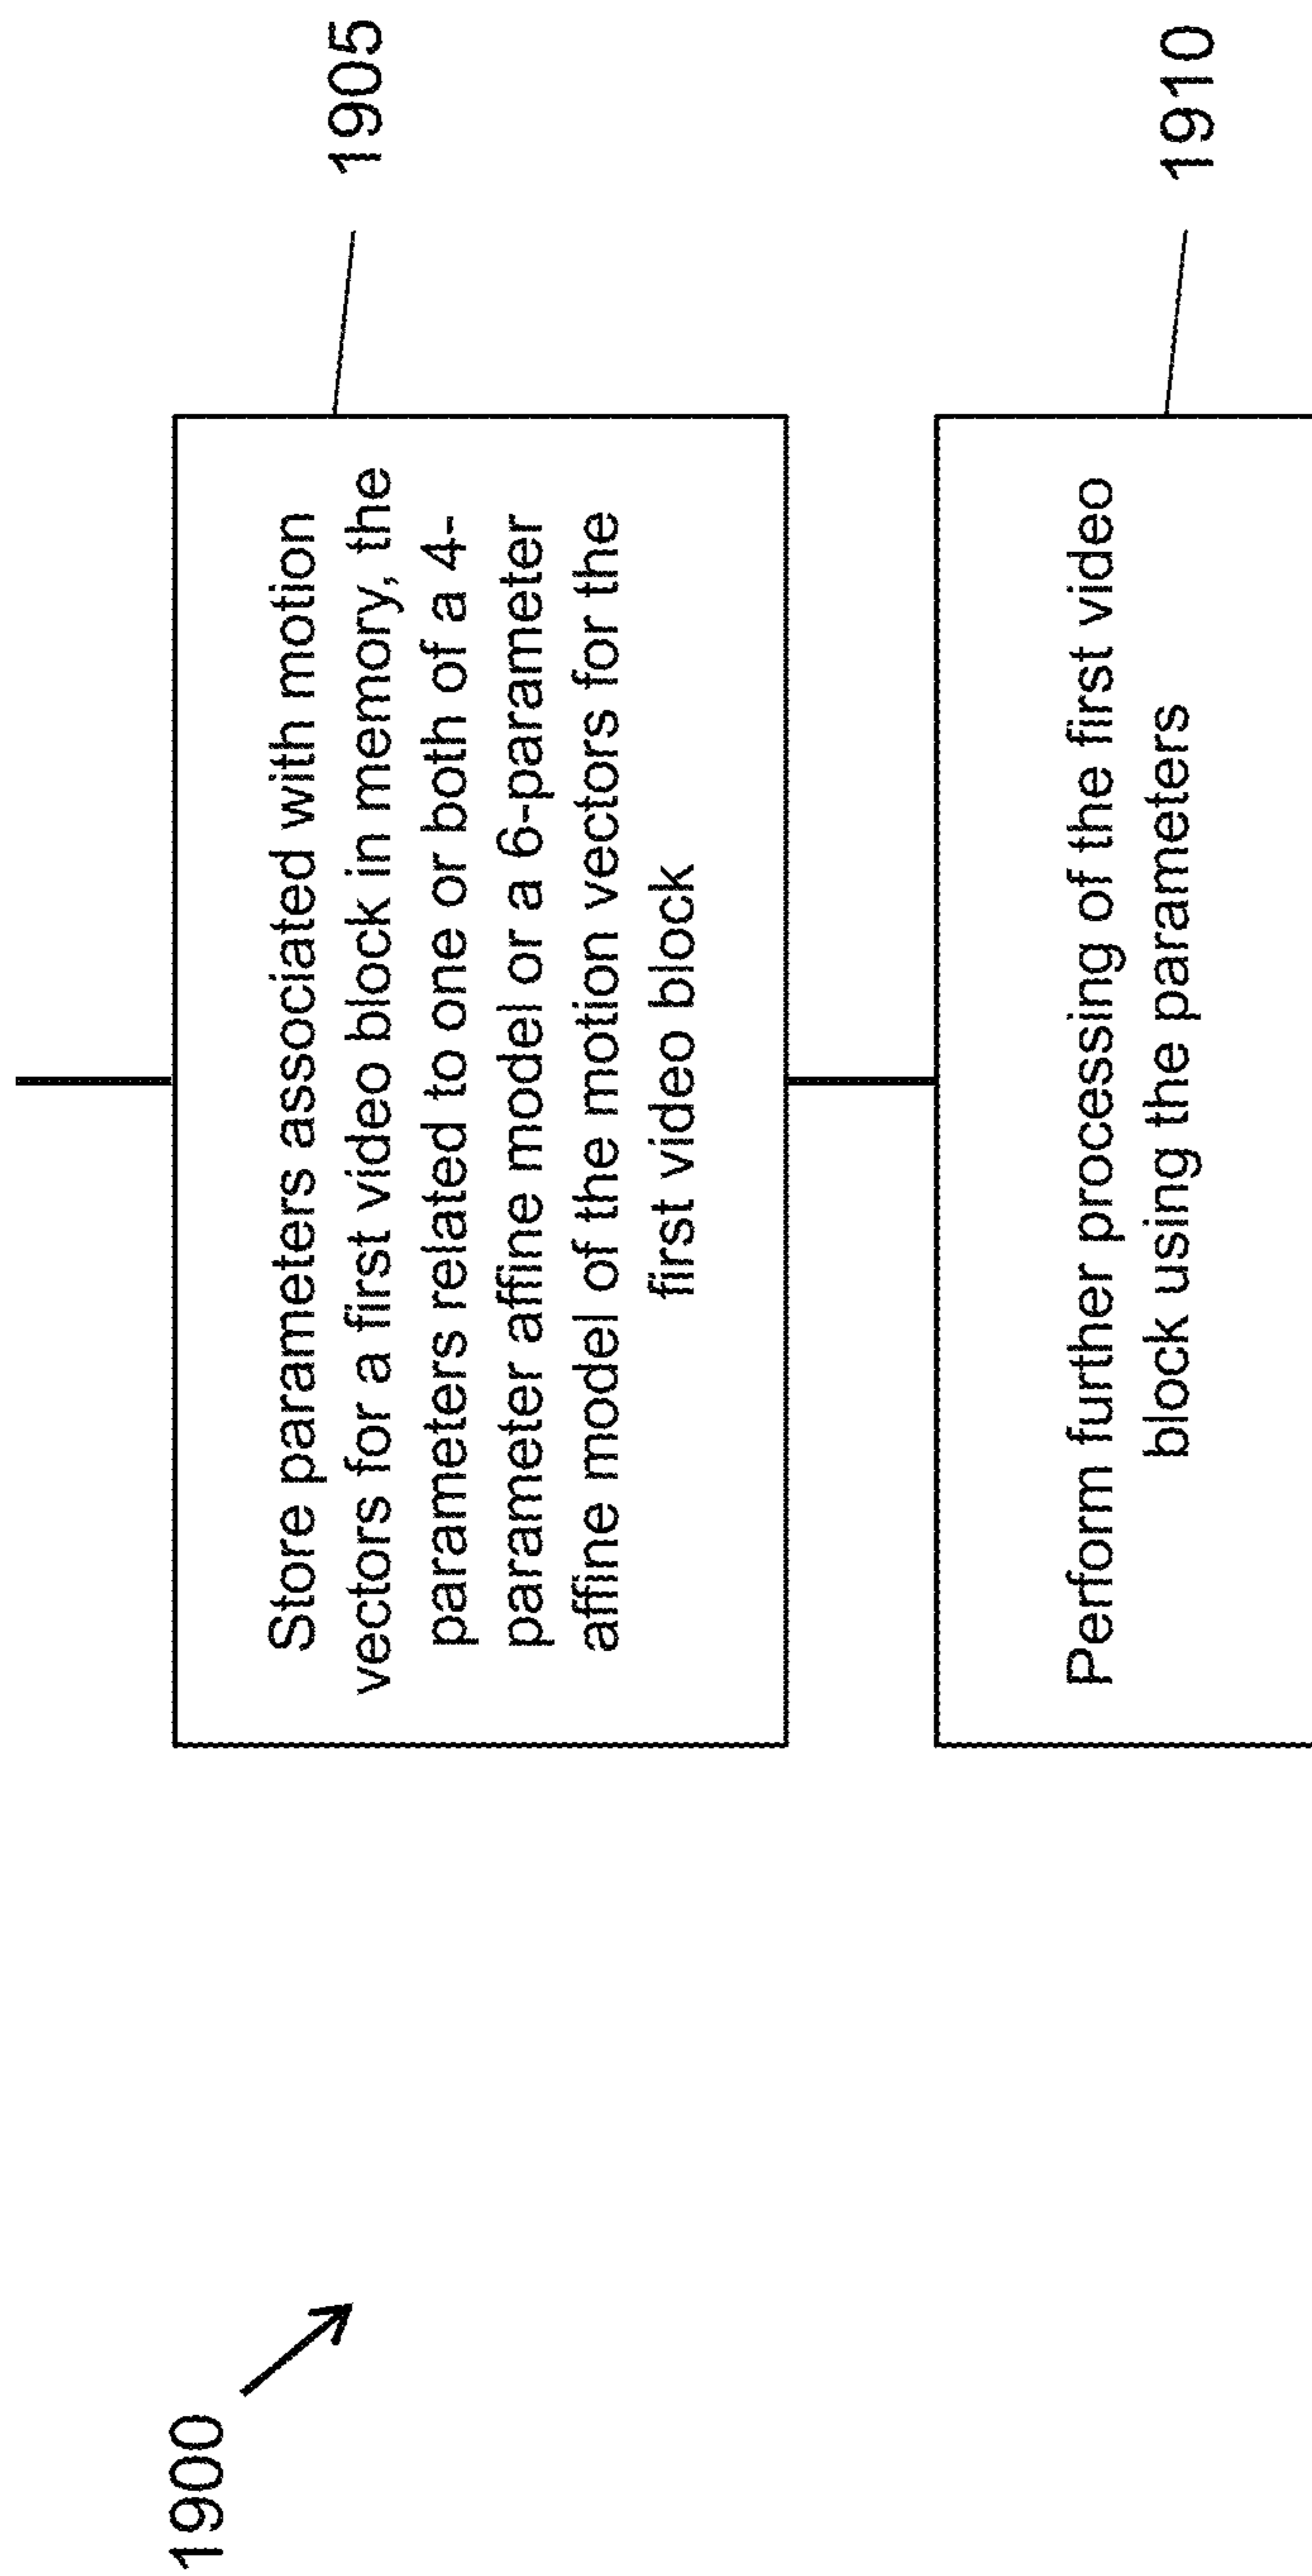 1900
Store parameters associated with motion
vectors for a first video block in memory, the
parameters related to one or both of a 4-
parameter affine model or a 6-parameter
affine model of the motion vectors for the
first video block
1905
Perform further processing of the first video
block using the parameters
1910